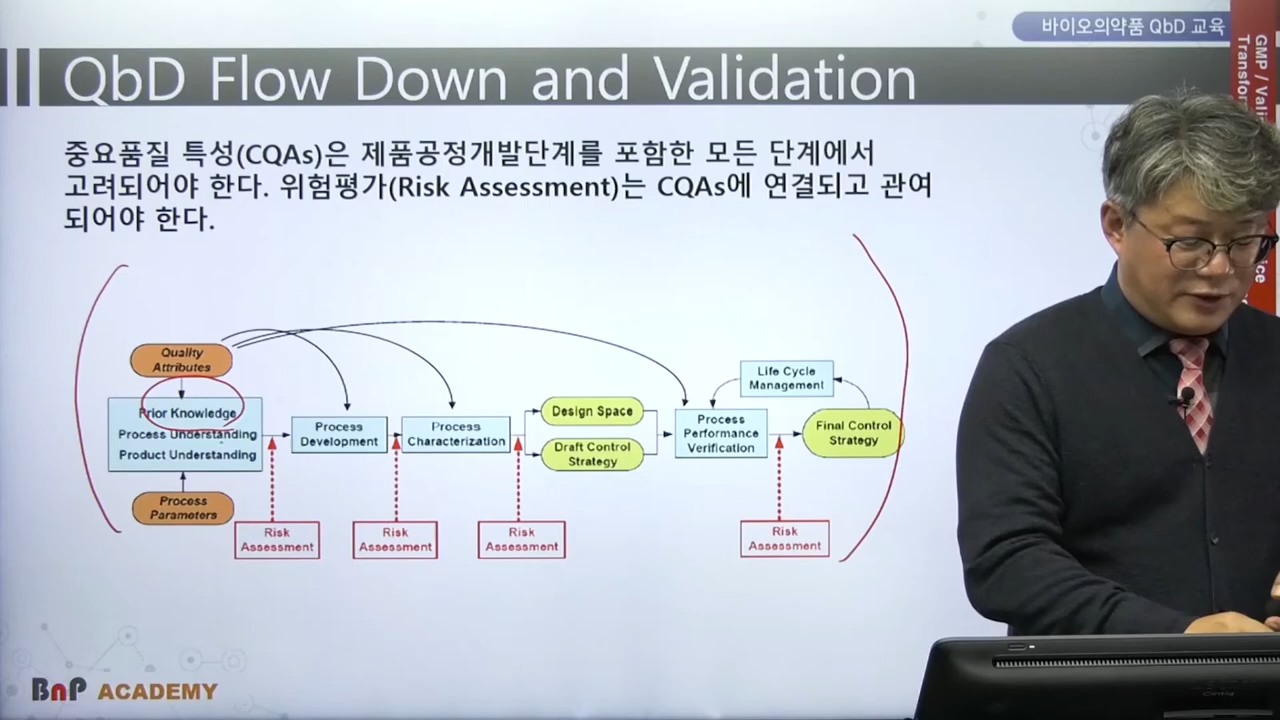 바이오의약품 QbD 교육
GMP / Vali
Transfor
ice
QbD Flow Down and Validation
중요품질 특성(CQAs)은 제품공정개발단계를 포함한 모든 단계에서
고려되어야 한다. 위험평가(Risk Assessment)는 CQAs에 연결되고 관여
되어야 한다.
Quality
Attributes
Prior Knowledge
Process Understanding
Product Understanding
Process
Parameters
Process
Development
Process
Characterization
Design Space
Draft Control
Strategy
Process
Performance
Verification
Life Cycle
Management
Final Control
Strategy
Risk
Assessment
Risk
Assessment
Risk
Assessment
Risk
Assessment
BnP ACADEMY